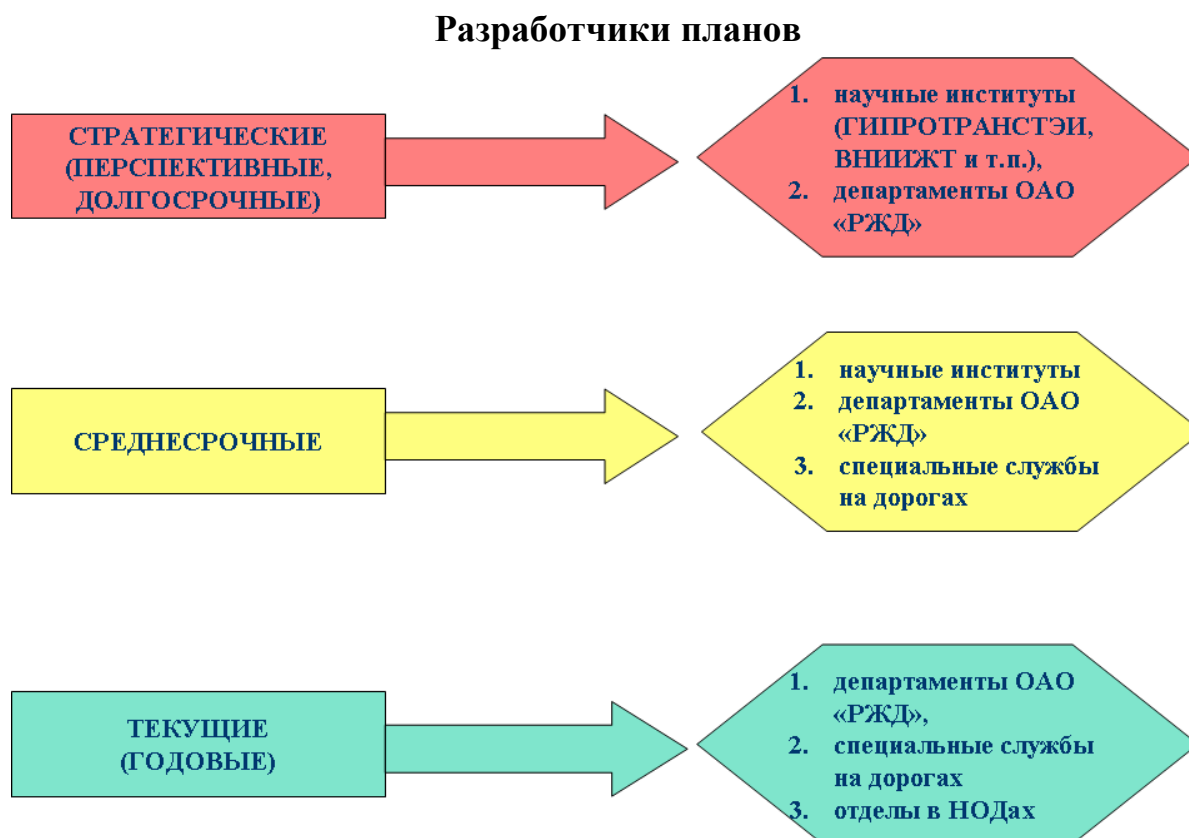 Разработчики планов
СТРАТЕГИЧЕСКИЕ
(ПЕРСПЕКТИВНЫЕ,
ДОЛГОСРОЧНЫЕ)
1. научные институты
(ГИПРОТРАНСТЭИ,
ВНИИЖТ и т.п.),
2. департаменты ОАО
«РЖД»
СРЕДНЕСРОЧНЫЕ
1. научные институты
2. департаменты ОАО
«РЖД»
3. специальные службы
на дорогах
ТЕКУЩИЕ
(ГОДОВЫЕ)
1. департаменты ОАО
«РЖД»,
2. специальные службы
на дорогах
3. отделы в НОДах